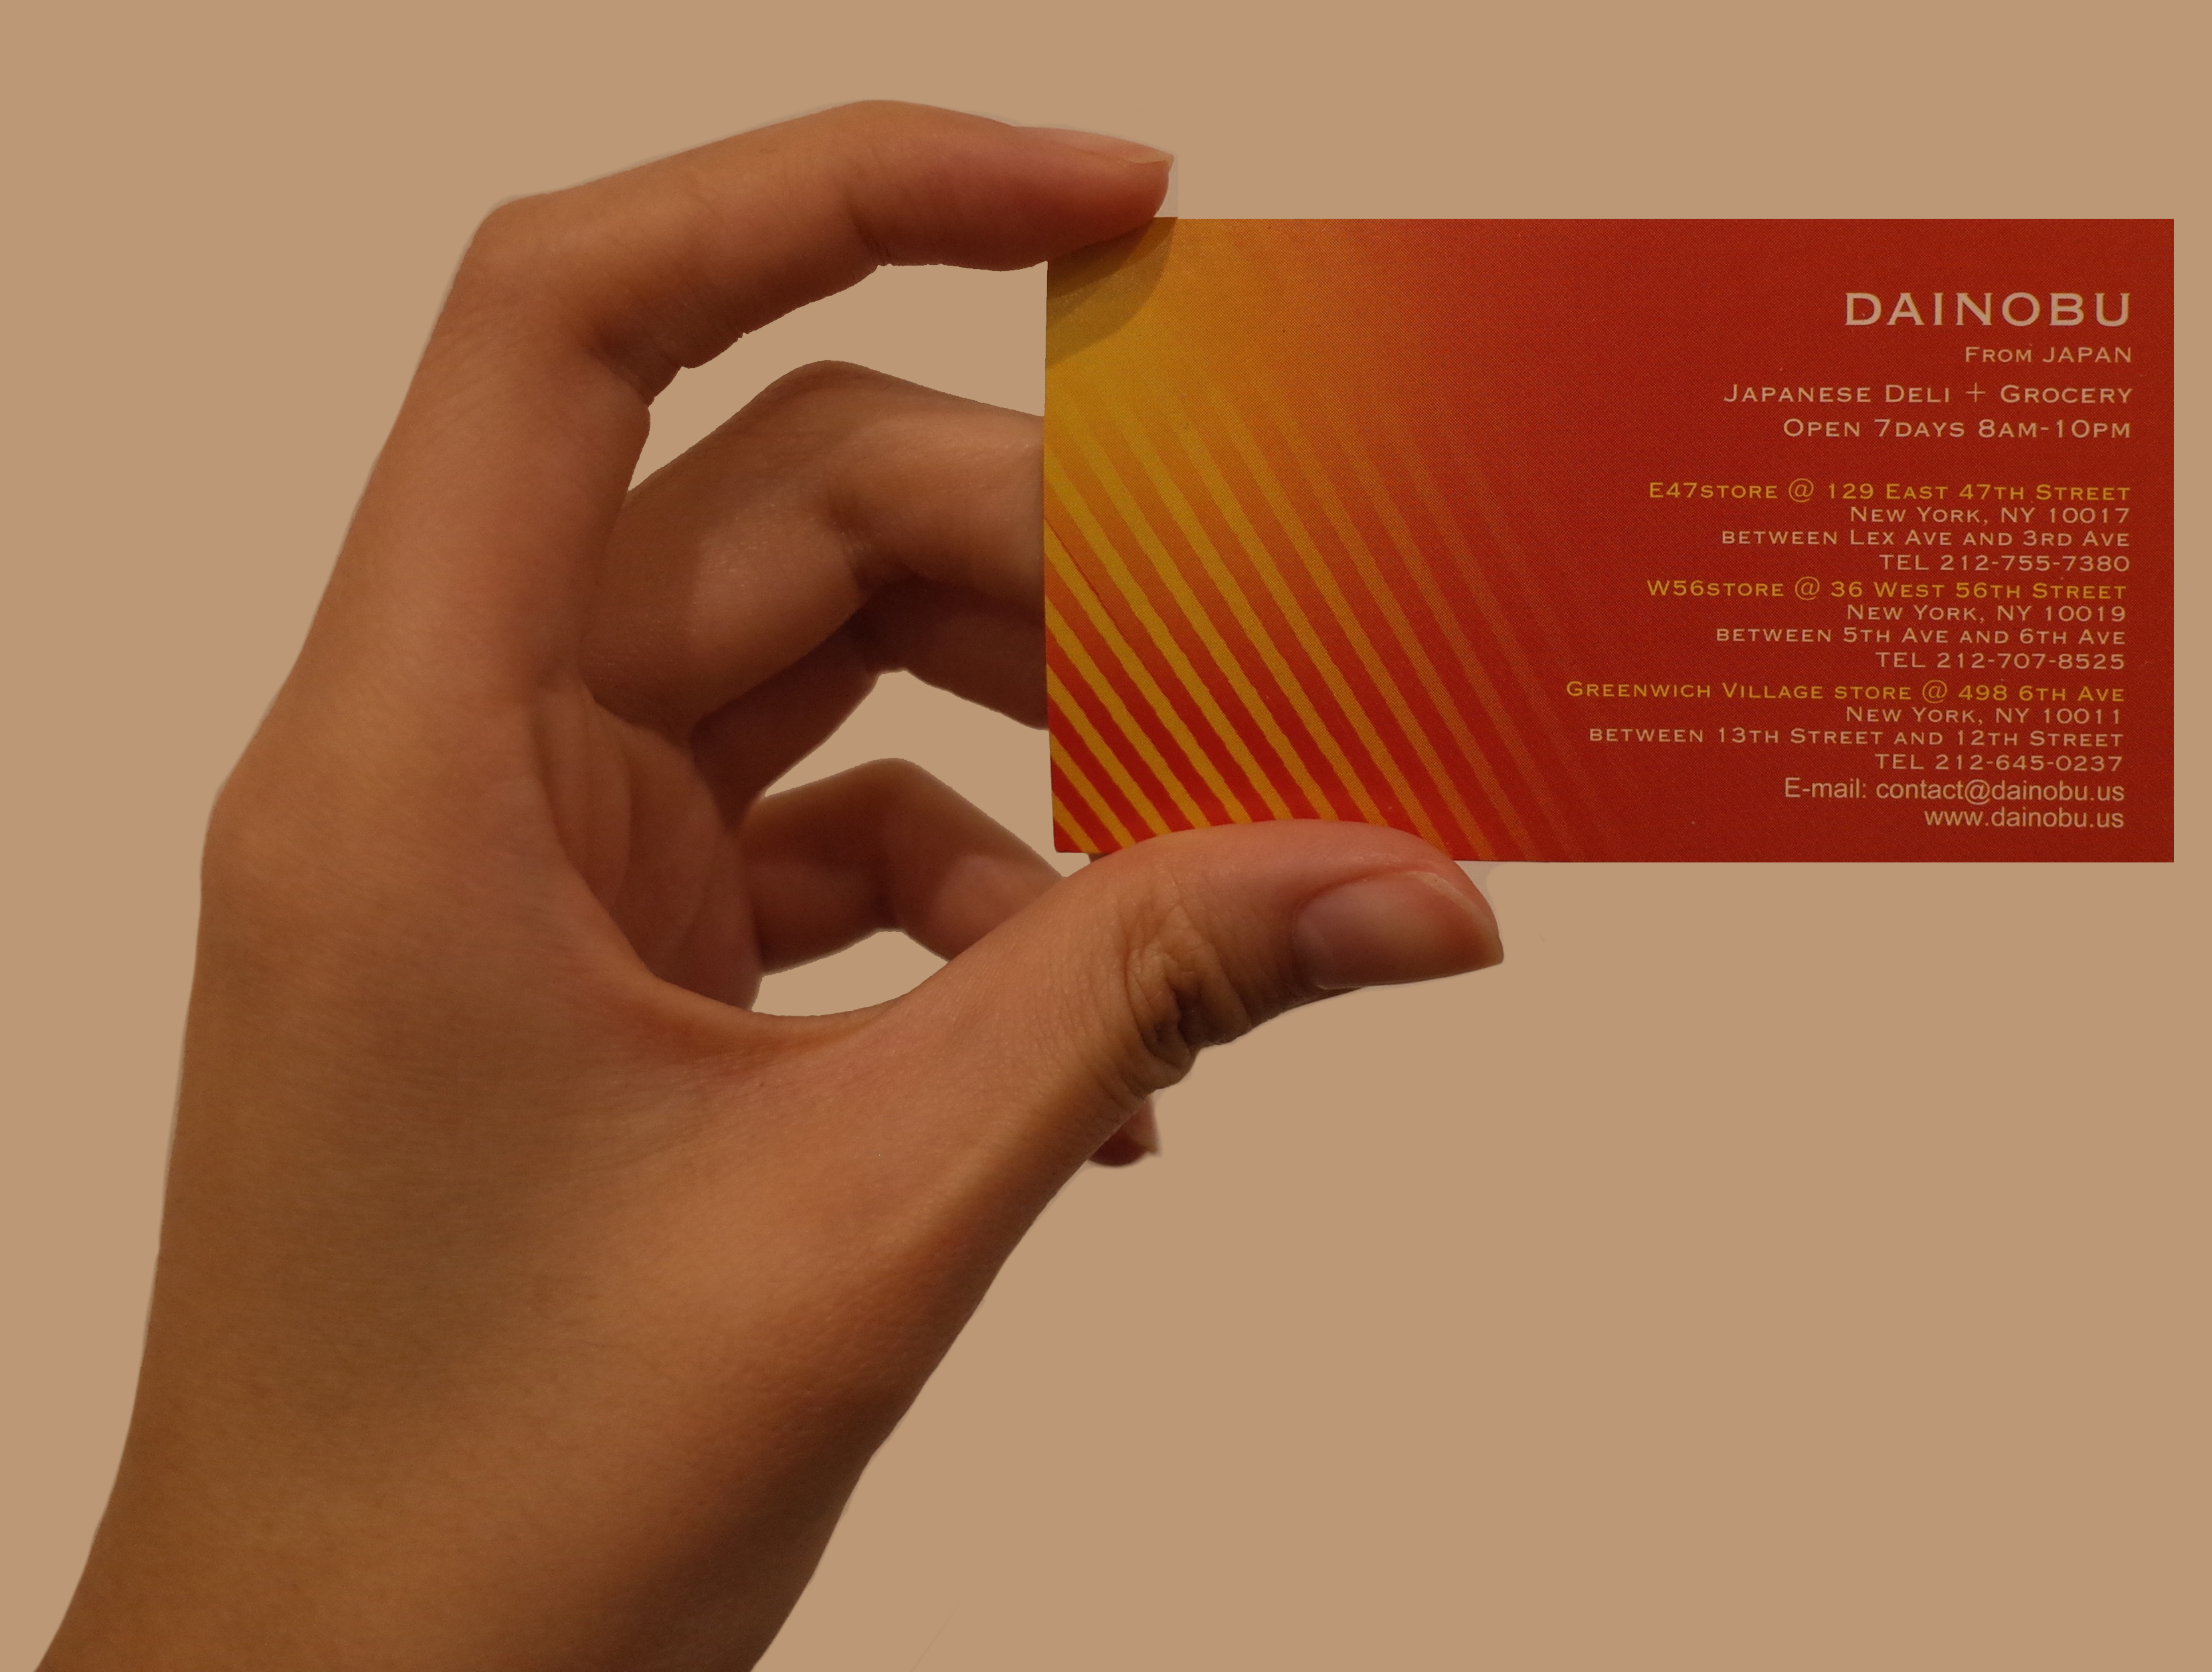 DAINOBU
From JAPAN
Japanese Deli + Grocery
Open 7days 8am-10pm
E47store @ 129 East 47th Street
New York, NY 10017
between Lex Ave and 3rd Ave
TEL 212-755-7380
W56store @ 36 West 56th Street
New York, NY 10019
between 5th Ave and 6th Ave
TEL 212-707-8525
Greenwich Village store @ 498 6th Ave
New York, NY 10011
between 13th Street and 12th Street
TEL 212-645-0237
E-mail: contact@dainobu.us
www.dainobu.us